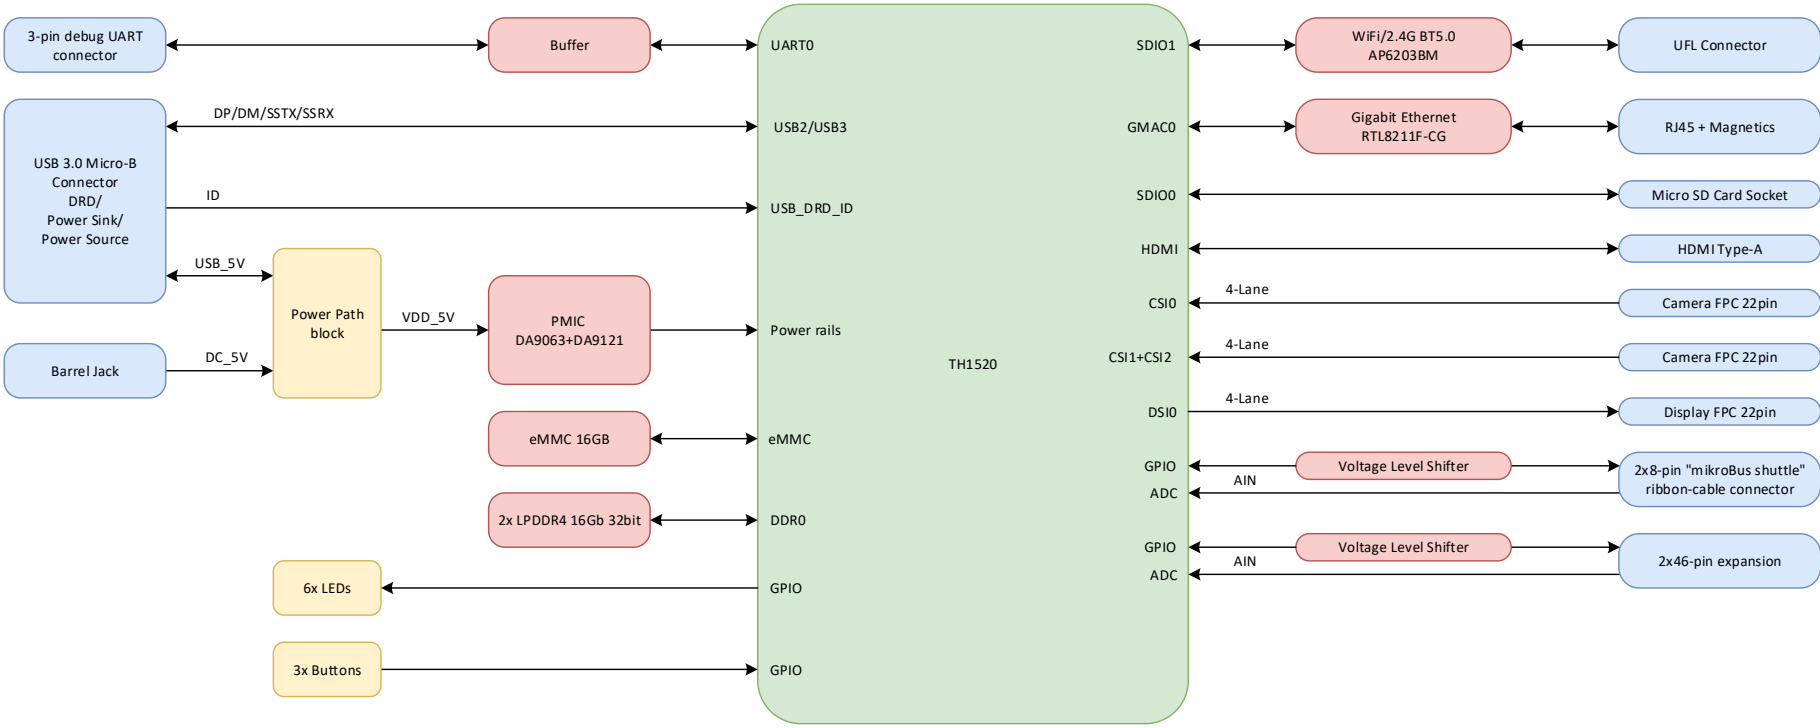 3-pin debug UART
connector
Buffer
UART0
USB 3.0 Micro-B
Connector
DRD/
Power Sink/
Power Source
DP/DM/SSTX/SSRX
USB2/USB3
ID
USB_DRD_ID
USB_5V
Barrel Jack
DC_5V
Power Path
block
VDD_5V
PMIC
DA9063+DA9121
Power rails
eMMC 16GB
eMMC
2x LPDDR4 16Gb 32bit
DDR0
6x LEDs
GPIO
3x Buttons
GPIO
TH1520
SDIO1
WiFi/2.4G BT5.0
AP6203BM
UFL Connector
GMAC0
Gigabit Ethernet
RTL8211F-CG
RJ45 + Magnetics
SDIO0
Micro SD Card Socket
HDMI
HDMI Type-A
CSI0
4-Lane
Camera FPC 22pin
CSI1+CSI2
4-Lane
Camera FPC 22pin
DSI0
4-Lane
Display FPC 22pin
GPIO
Voltage Level Shifter
ADC
AIN
2x8-pin "mikroBus shuttle"
ribbon-cable connector
GPIO
Voltage Level Shifter
ADC
AIN
2x46-pin expansion